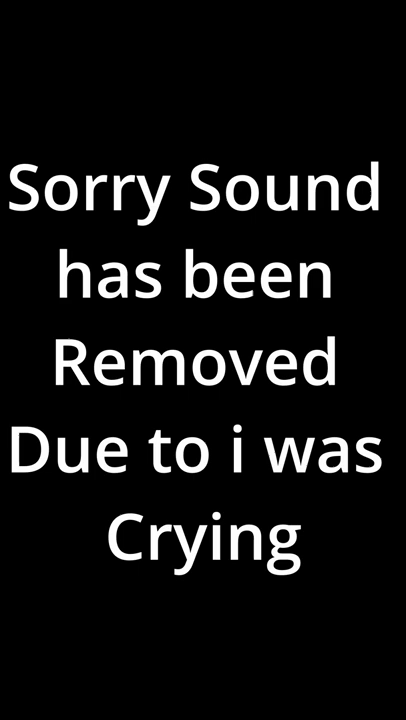 Sorry Sound
has been
Removed
Due to i was
Crying